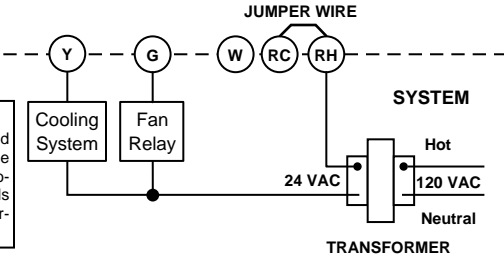 JUMPER WIRE
Y G W RC RH
SYSTEM
Cooling
System
Fan
Relay
Hot
24 VAC
120 VAC
Neutral
TRANSFORMER